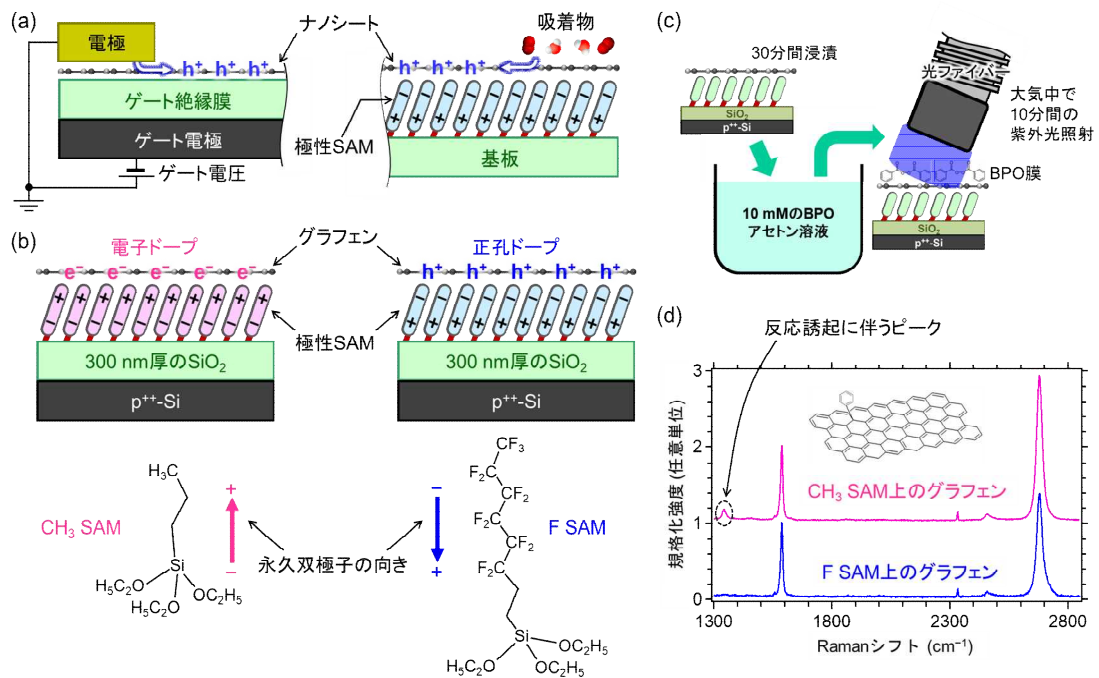 (a)
電極
ナノシート
吸着物
h⁺ h⁺ h⁺
h⁺ h⁺ h⁺
ゲート絶縁膜
ゲート電極
ゲート電圧
極性SAM
基板
(b)
電子ドープ
グラフェン
正孔ドープ
e⁻ e⁻ e⁻ e⁻ e⁻
h⁺ h⁺ h⁺ h⁺ h⁺
極性SAM
300 nm厚のSiO₂
300 nm厚のSiO₂
p⁺⁺-Si
p⁺⁺-Si
H₃C
CH₃ SAM
+
−
Si
H₅C₂O
O
OC₂H₅
H₅C₂
永久双極子の向き
−
+
F SAM
CF₃
F₂C
CF₂
F₂C
CF₂
F₂C
CF₂
F₂C
Si
OC₂H₅
H₅C₂O
OC₂H₅
(c)
30分間浸漬
SiO₂
p⁺⁺-Si
光ファイバー
大気中で
10分間の
紫外光照射
BPO膜
10 mMのBPO
アセトン溶液
SiO₂
p⁺⁺-Si
(d)
反応誘起に伴うピーク
規格化強度 (任意単位)
3
2
1
0
CH₃ SAM上のグラフェン
F SAM上のグラフェン
1300
1800
2300
2800
Ramanシフト (cm⁻¹)